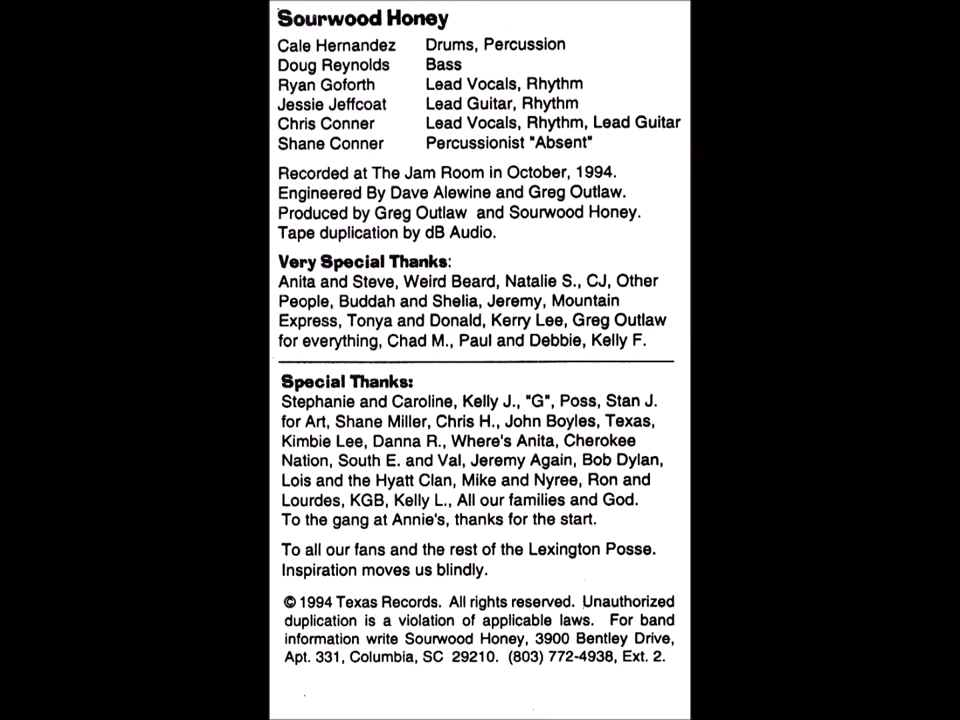 Sourwood Honey
Cale Hernandez Drums, Percussion
Doug Reynolds Bass
Ryan Goforth Lead Vocals, Rhythm
Jessie Jeffcoat Lead Guitar, Rhythm
Chris Conner Lead Vocals, Rhythm, Lead Guitar
Shane Conner Percussionist "Absent"
Recorded at The Jam Room in October, 1994.
Engineered By Dave Alewine and Greg Outlaw.
Produced by Greg Outlaw and Sourwood Honey.
Tape duplication by dB Audio.
Very Special Thanks:
Anita and Steve, Weird Beard, Natalie S., CJ, Other
People, Buddah and Shelia, Jeremy, Mountain
Express, Tonya and Donald, Kerry Lee, Greg Outlaw
for everything, Chad M., Paul and Debbie, Kelly F.
Special Thanks:
Stephanie and Caroline, Kelly J., "G", Poss, Stan J.
for Art, Shane Miller, Chris H., John Boyles, Texas,
Kimbie Lee, Danna R., Where's Anita, Cherokee
Nation, South E. and Val, Jeremy Again, Bob Dylan,
Lois and the Hyatt Clan, Mike and Nyree, Ron and
Lourdes, KGB, Kelly L., All our families and God.
To the gang at Annie's, thanks for the start.
To all our fans and the rest of the Lexington Posse.
Inspiration moves us blindly.
© 1994 Texas Records. All rights reserved. Unauthorized
duplication is a violation of applicable laws. For band
information write Sourwood Honey, 3900 Bentley Drive,
Apt. 331, Columbia, SC 29210. (803) 772-4938, Ext. 2.